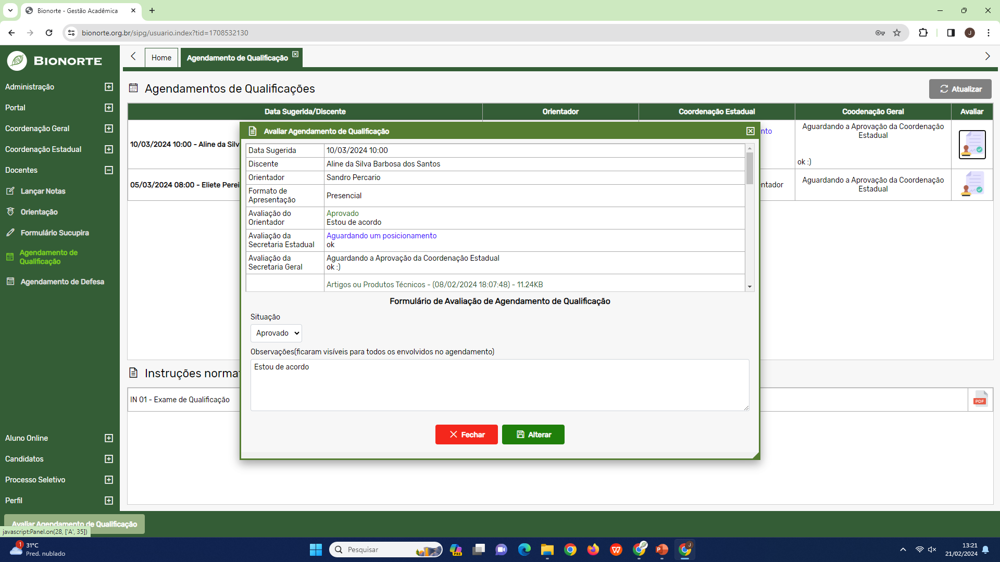 Bionorte - Gestão Acadêmica
bionorte.org.br/sipg/usuario.index?tid=1708532130
J
BIONORTE
Home
Agendamento de Qualificação
Administração
Portal
Coordenação Geral
Coordenação Estadual
Docentes
Lançar Notas
Orientação
Formulário Sucupira
Agendamento de
Qualificação
Agendamento de Defesa
Aluno Online
Candidatos
Processo Seletivo
Perfil
Agendamentos de Qualificações
Atualizar
Data Sugerida/Discente
Orientador
Coordenação Estadual
Coodenação Geral
Avaliar
10/03/2024 10:00 - Aline da Silv
nto
Aguardando a Aprovação da Coordenação
Estadual
ok :)
05/03/2024 08:00 - Eliete Perei
entador
Aguardando a Aprovação da Coordenação
Estadual
Avaliar Agendamento de Qualificação
Data Sugerida
10/03/2024 10:00
Discente
Aline da Silva Barbosa dos Santos
Orientador
Sandro Percario
Formato de
Apresentação
Presencial
Avaliação do
Orientador
Aprovado
Estou de acordo
Avaliação da
Secretaria Estadual
Aguardando um posicionamento
ok
Avaliação da
Secretaria Geral
Aguardando a Aprovação da Coordenação Estadual
ok :)
Artigos ou Produtos Técnicos - (08/02/2024 18:07:48) - 11.24KB
Formulário de Avaliação de Agendamento de Qualificação
Situação
Aprovado
Observações(ficaram visíveis para todos os envolvidos no agendamento)
Estou de acordo
Fechar
Alterar
Instruções norma
IN 01 - Exame de Qualificação
PDF
Avaliar Agendamento de Qualificação
javascript:Panel.on(28, ['A', 35])
1
31°C
Pred. nublado
Pesquisar
PRE
J
13:21
21/02/2024